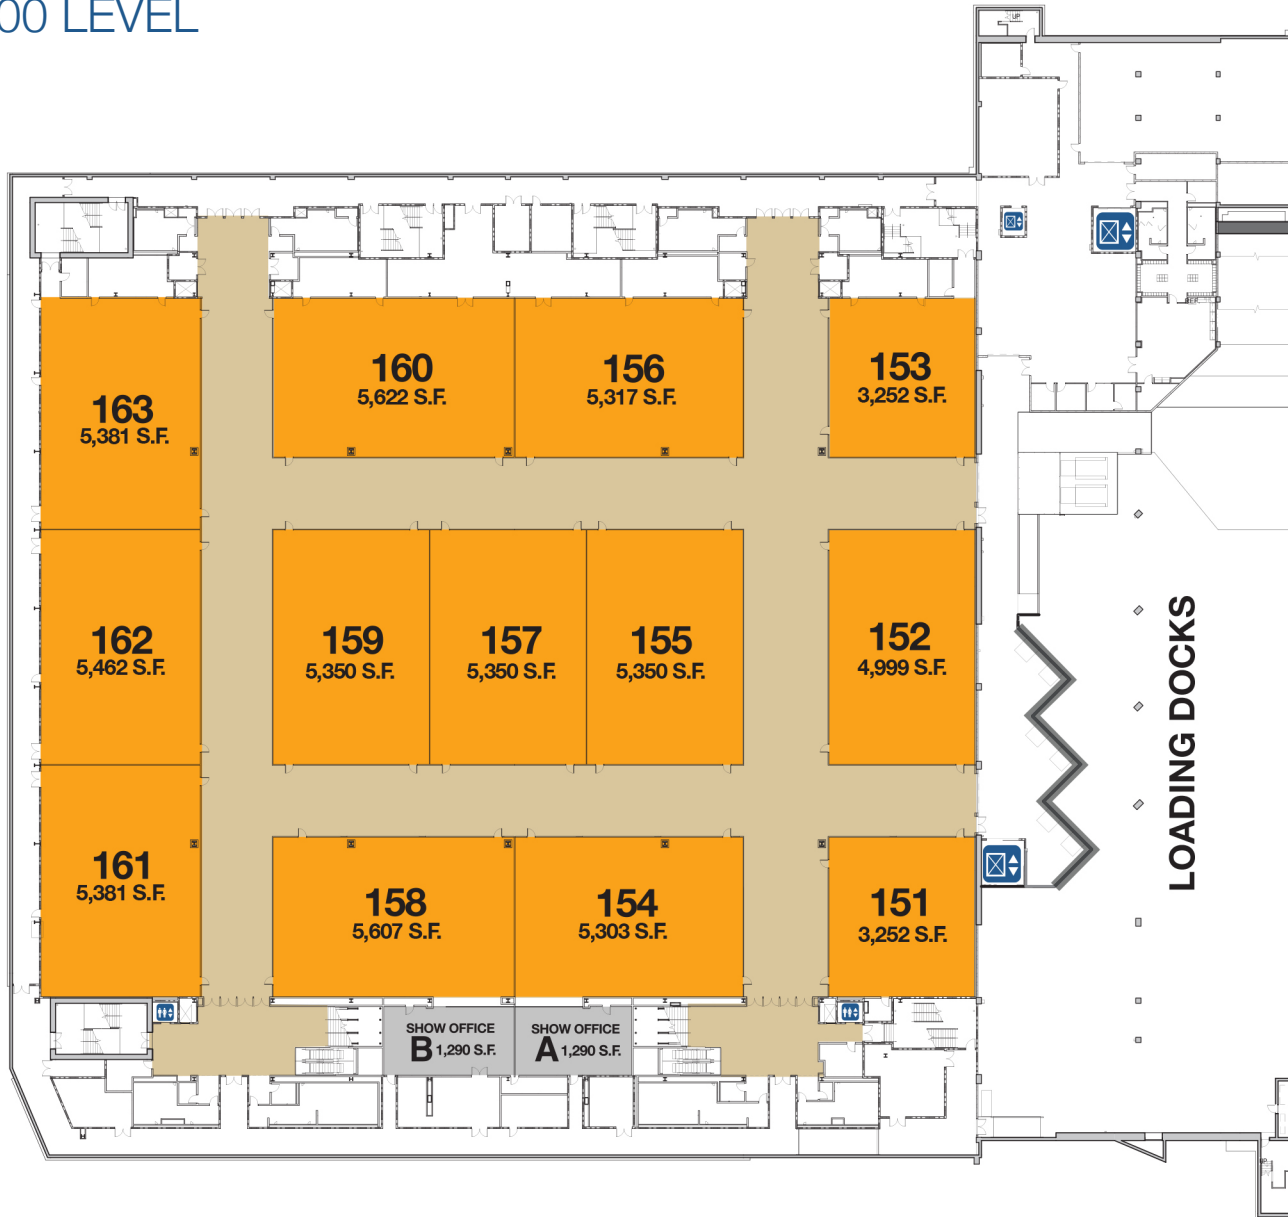 00 LEVEL
UP
160
5,622 S.F.
156
5,317 S.F.
153
3,252 S.F.
163
5,381 S.F.
162
5,462 S.F.
159
5,350 S.F.
157
5,350 S.F.
155
5,350 S.F.
152
4,999 S.F.
LOADING DOCKS
161
5,381 S.F.
158
5,607 S.F.
154
5,303 S.F.
151
3,252 S.F.
SHOW OFFICE
B 1,290 S.F.
SHOW OFFICE
A 1,290 S.F.